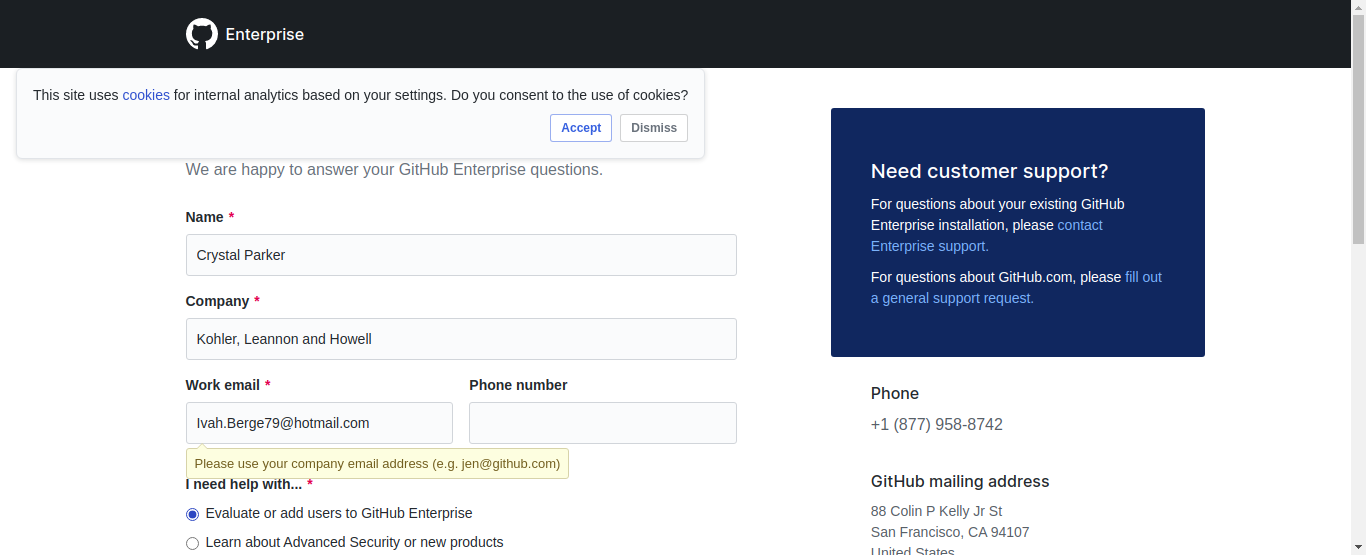 Enterprise
This site uses cookies for internal analytics based on your settings. Do you consent to the use of cookies?
Accept Dismiss
We are happy to answer your GitHub Enterprise questions.
Name *
Crystal Parker
Company *
Kohler, Leannon and Howell
Work email * Phone number
Ivah.Berge79@hotmail.com
Please use your company email address (e.g. jen@github.com)
I need help with... *
Evaluate or add users to GitHub Enterprise
Learn about Advanced Security or new products
Need customer support?
For questions about your existing GitHub
Enterprise installation, please contact
Enterprise support.
For questions about GitHub.com, please fill out
a general support request.
Phone
+1 (877) 958-8742
GitHub mailing address
88 Colin P Kelly Jr St
San Francisco, CA 94107
United States